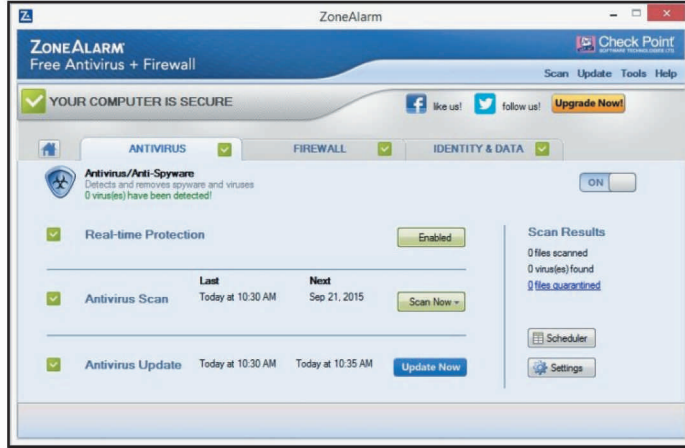 ZoneAlarm
ZONEALARM
Free Antivirus + Firewall
Check Point
SOFTWARE TECHNOLOGIES LTD.
Scan Update Tools Help
YOUR COMPUTER IS SECURE
like us!
follow us!
Upgrade Now!
ANTIVIRUS
FIREWALL
IDENTITY & DATA
Antivirus/Anti-Spyware
Detects and removes spyware and viruses
0 virus(es) have been detected!
ON
Real-time Protection
Enabled
Last Next
Antivirus Scan Today at 10:30 AM Sep 21, 2015 Scan Now
Antivirus Update Today at 10:30 AM Today at 10:35 AM Update Now
Scan Results
0 files scanned
0 virus(es) found
0 files quarantined
Scheduler
Settings